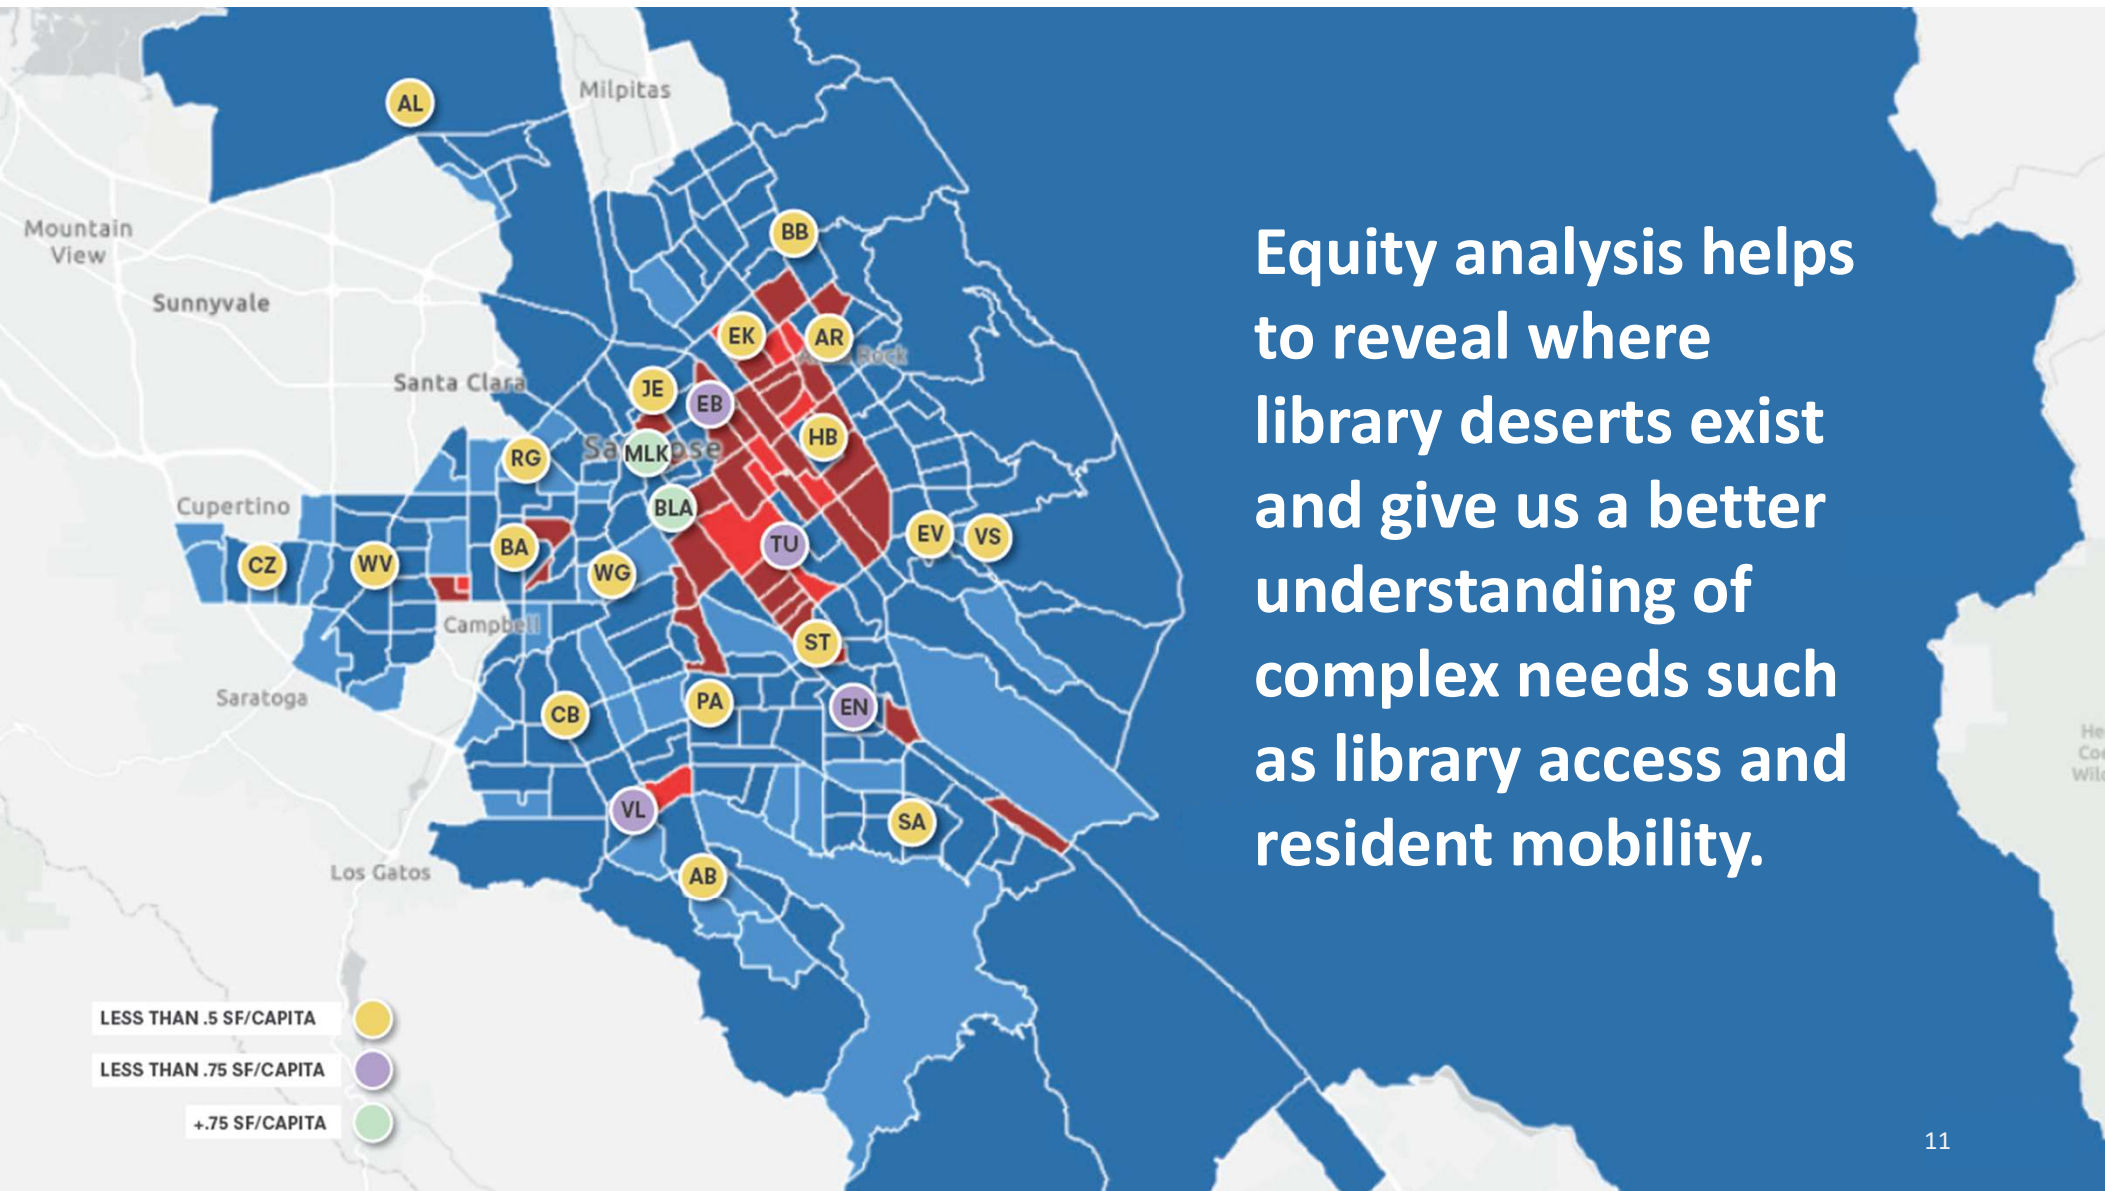 AL
Milpitas
Mountain
View
BB
Sunnyvale
EK
AR
Rock
Santa Clara
JE
EB
HB
MLK
RG
BLA
Cupertino
TU
EV
VS
BA
CZ
WV
WG
Campbell
ST
Saratoga
PA
EN
CB
VL
SA
Los Gatos
AB
Equity analysis helps
to reveal where
library deserts exist
and give us a better
understanding of
complex needs such
as library access and
resident mobility.
LESS THAN .5 SF/CAPITA
LESS THAN .75 SF/CAPITA
+.75 SF/CAPITA
11